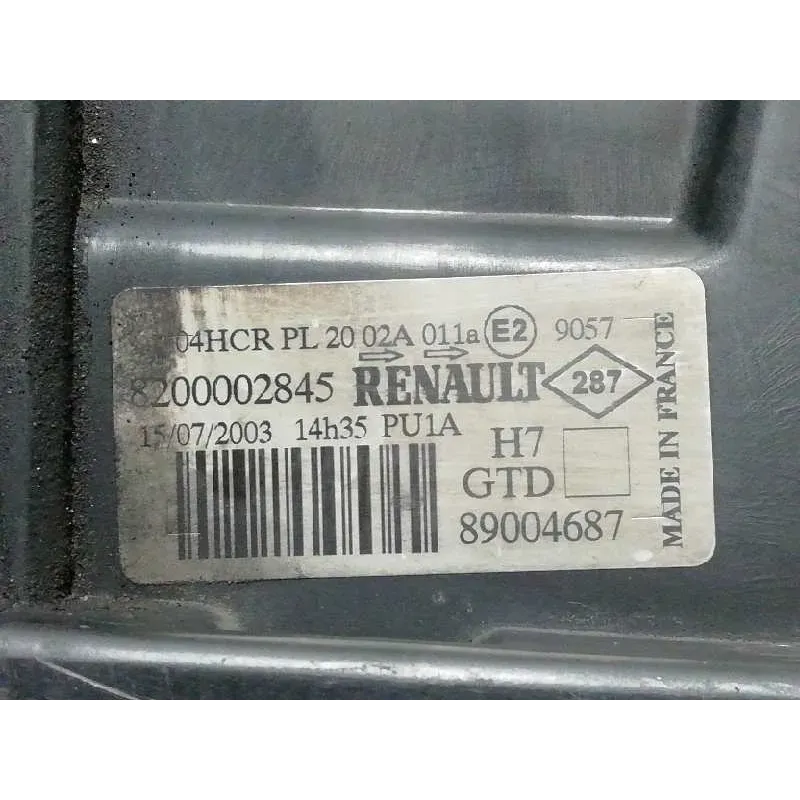 04HCR PL 20 02A 011a E2 9057
8200002845 RENAULT 287
15/07/2003 14h35 PU1A
H7
GTD
89004687
MADE IN FRANCE